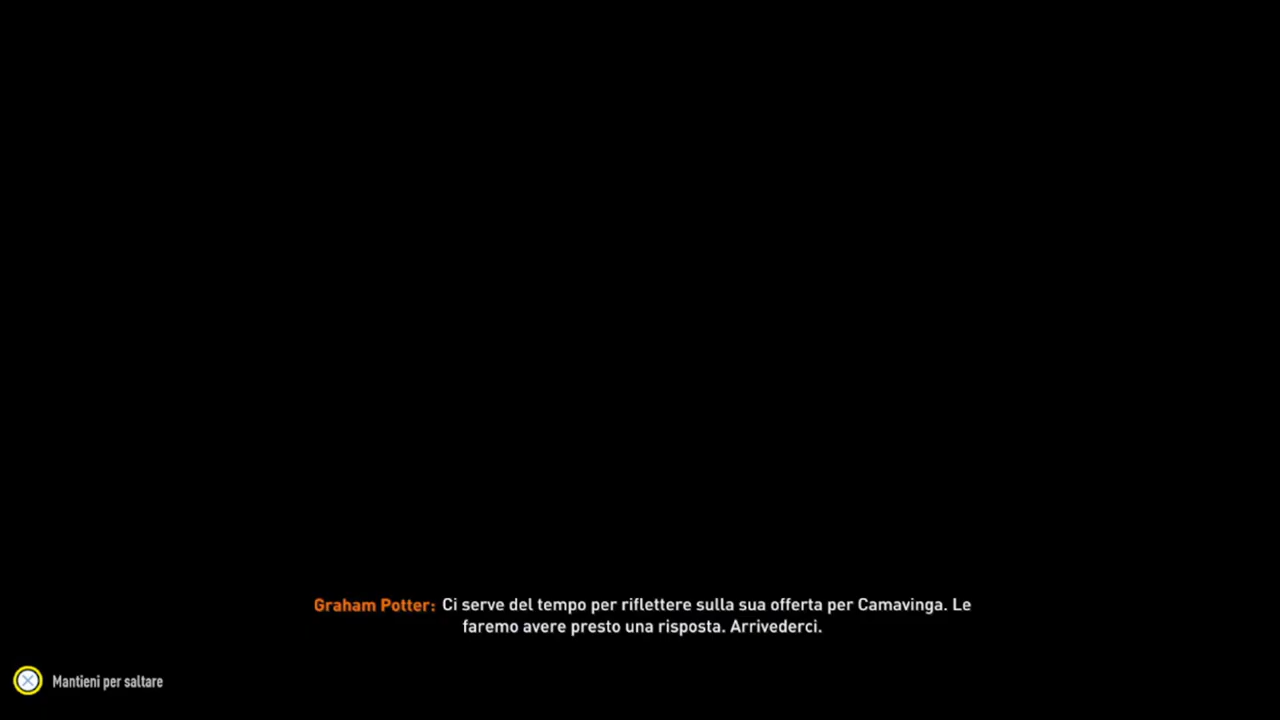 Graham Potter: Ci serve del tempo per riflettere sulla sua offerta per Camavinga. Le
faremo avere presto una risposta. Arrivederci.
Mantieni per saltare